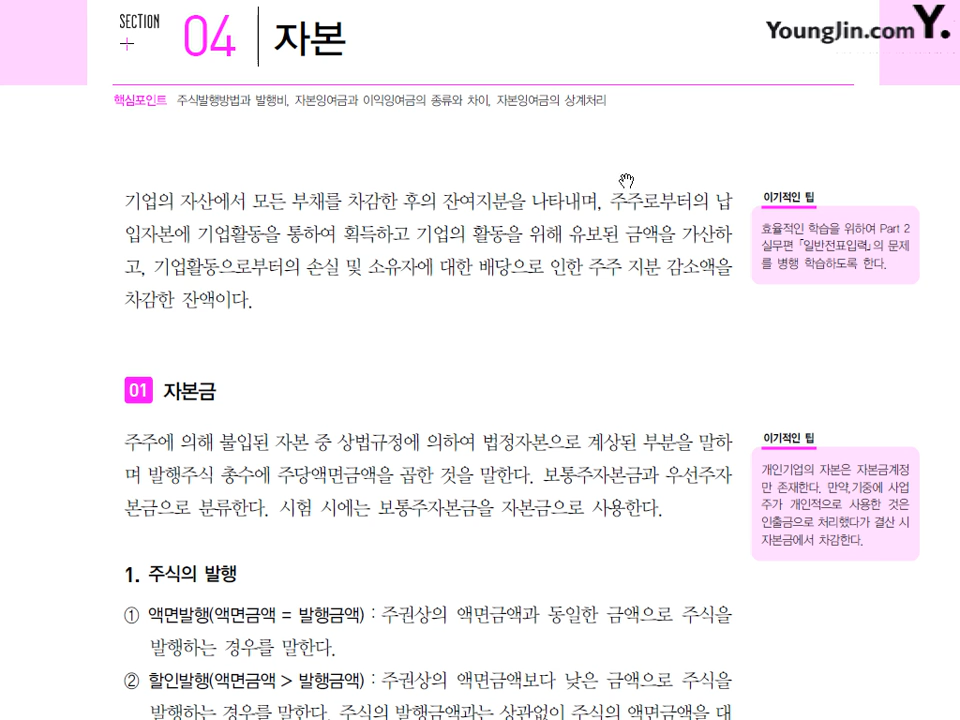 SECTION
04
자본
YoungJin.com Y.
핵심포인트 주식발행방법과 발행비, 자본잉여금과 이익잉여금의 종류와 차이, 자본잉여금의 상계처리
기업의 자산에서 모든 부채를 차감한 후의 잔여지분을 나타내며, 주주로부터의 납
입자본에 기업활동을 통하여 획득하고 기업의 활동을 위해 유보된 금액을 가산하
고, 기업활동으로부터의 손실 및 소유자에 대한 배당으로 인한 주주 지분 감소액을
차감한 잔액이다.
이기적인 팁
효율적인 학습을 위하여 Part 2
실무편 「일반전표입력」의 문제
를 병행 학습하도록 한다.
01 자본금
주주에 의해 불입된 자본 중 상법규정에 의하여 법정자본으로 계상된 부분을 말하
며 발행주식 총수에 주당액면금액을 곱한 것을 말한다. 보통주자본금과 우선주자
본금으로 분류한다. 시험 시에는 보통주자본금을 자본금으로 사용한다.
이기적인 팁
개인기업의 자본은 자본금계정
만 존재한다. 만약,기중에 사업
주가 개인적으로 사용한 것은
인출금으로 처리했다가 결산 시
자본금에서 차감한다.
1. 주식의 발행
① 액면발행(액면금액 = 발행금액) : 주권상의 액면금액과 동일한 금액으로 주식을
발행하는 경우를 말한다.
② 할인발행(액면금액 > 발행금액) : 주권상의 액면금액보다 낮은 금액으로 주식을
발행하는 경우를 말한다. 주식의 발행금액과는 상관없이 주식의 액면금액을 대